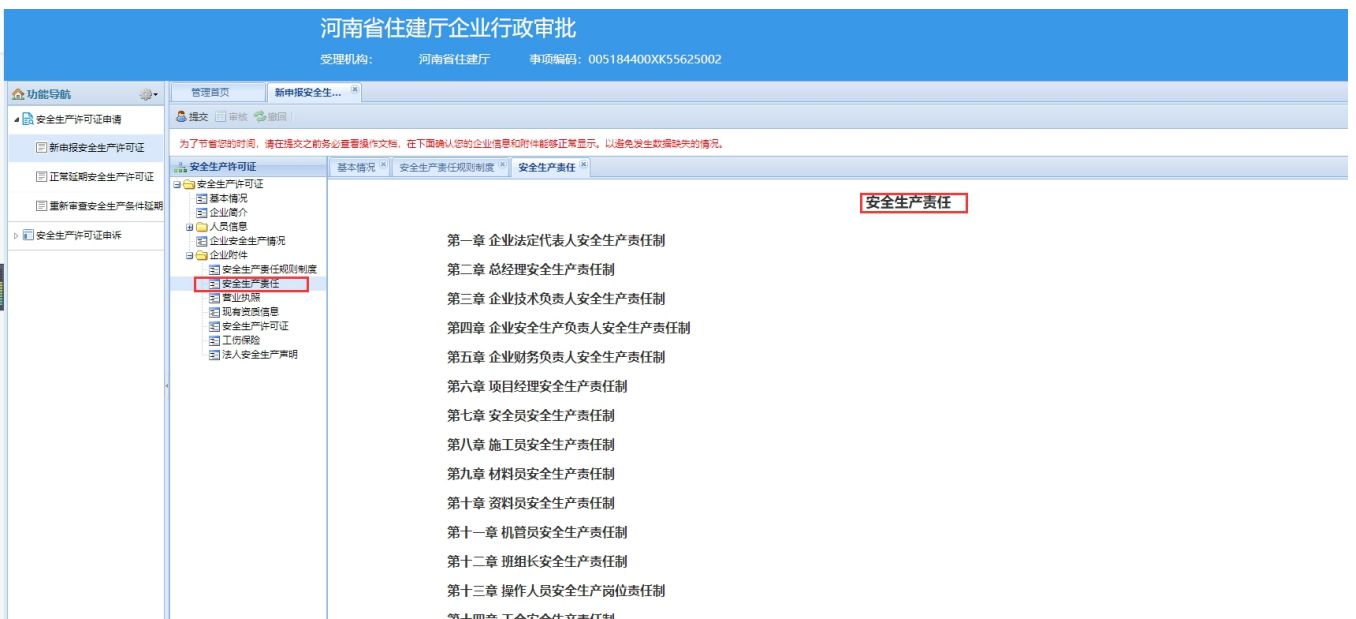 河南省住建厅企业行政审批
受理机构： 河南省住建厅 事项编码：005184400XK55625002
功能导航
安全生产许可证申请
新申报安全生产许可证
正常延期安全生产许可证
重新审查安全生产条件延期
安全生产许可证申诉
管理首页 新申报安全生...
提交 审核 撤回
为了节省您的时间，请在提交之前务必查看操作文档，在下面确认您的企业信息和附件能够正常显示。以避免发生数据缺失的情况。
安全生产许可证
安全生产许可证
基本情况
企业简介
人员信息
企业安全生产情况
企业附件
安全生产责任规则制度
安全生产责任
营业执照
现有资质信息
安全生产许可证
工伤保险
法人安全生产声明
基本情况 安全生产责任规则制度 安全生产责任
安全生产责任
第一章 企业法定代表人安全生产责任制
第二章 总经理安全生产责任制
第三章 企业技术负责人安全生产责任制
第四章 企业安全生产负责人安全生产责任制
第五章 企业财务负责人安全生产责任制
第六章 项目经理安全生产责任制
第七章 安全员安全生产责任制
第八章 施工员安全生产责任制
第九章 材料员安全生产责任制
第十章 资料员安全生产责任制
第十一章 机管员安全生产责任制
第十二章 班组长安全生产责任制
第十三章 操作人员安全生产岗位责任制